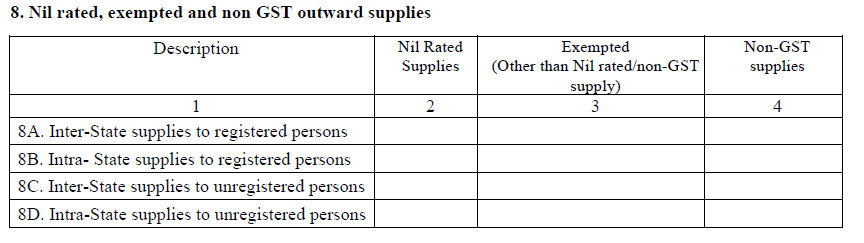 8. Nil rated, exempted and non GST outward supplies
Description
Nil Rated
Supplies
Exempted
(Other than Nil rated/non-GST
supply)
Non-GST
supplies
1
2
3
4
8A. Inter-State supplies to registered persons
8B. Intra- State supplies to registered persons
8C. Inter-State supplies to unregistered persons
8D. Intra-State supplies to unregistered persons